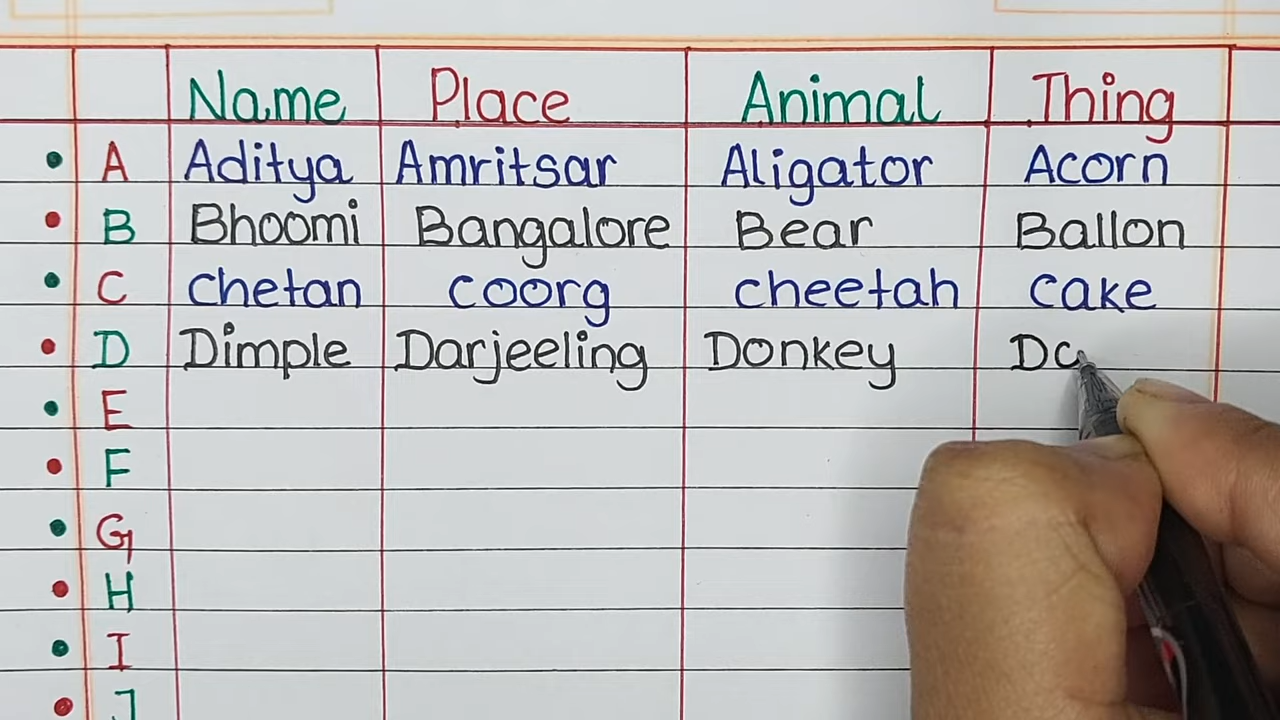 Name Place Animal Thing
A Aditya Amritsar Aligator Acorn
B Bhoomi Bangalore Bear Ballon
C chetan coorg cheetah cake
D Dimple Darjeeling Donkey
E
F
G
H
I
J